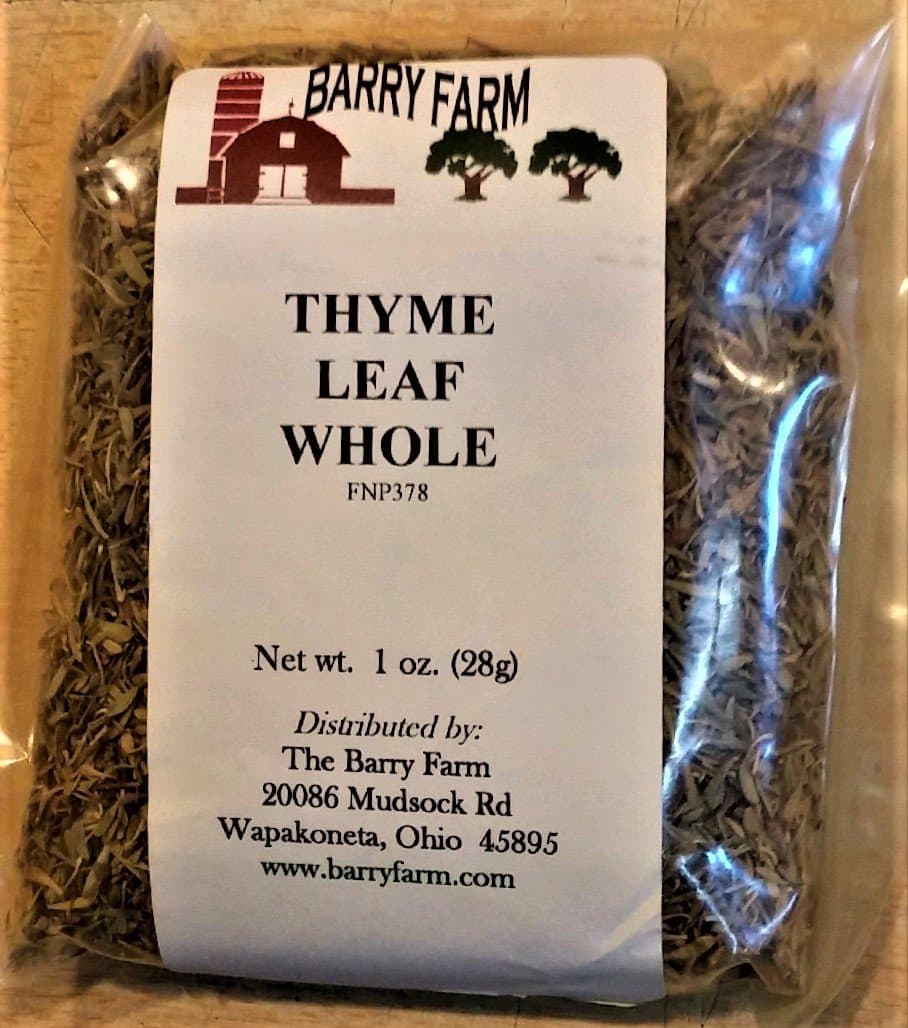 BARRY FARM
THYME
LEAF
WHOLE
FNP378
Net wt. 1 oz. (28g)
Distributed by:
The Barry Farm
20086 Mudsock Rd
Wapakoneta, Ohio 45895
www.barryfarm.com